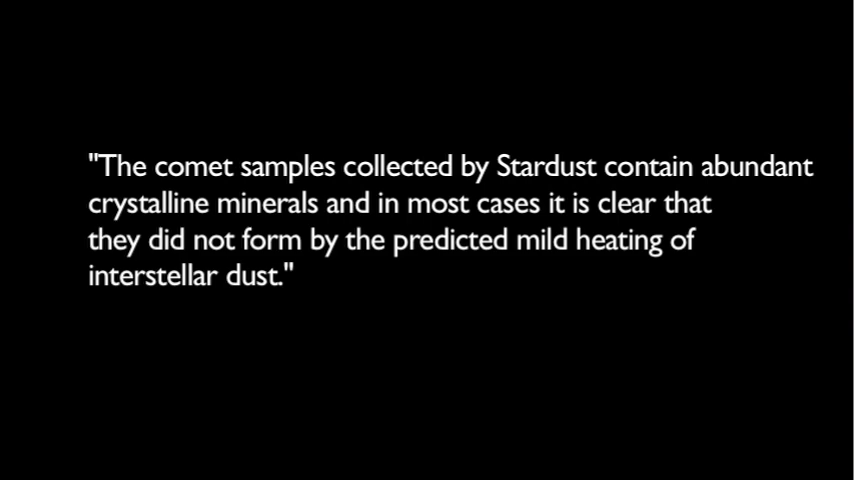 "The comet samples collected by Stardust contain abundant
crystalline minerals and in most cases it is clear that
they did not form by the predicted mild heating of
interstellar dust."